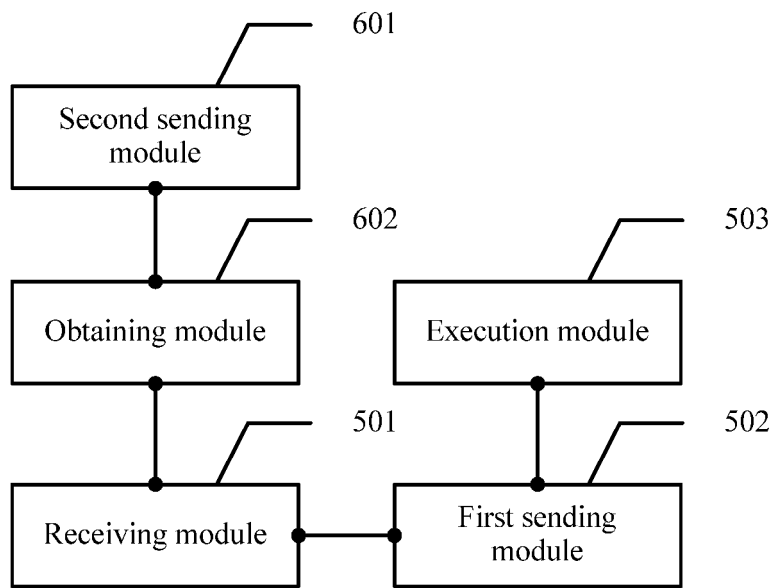 601
Second sending
module
602
503
Obtaining module
Execution module
501
502
Receiving module
First sending
module